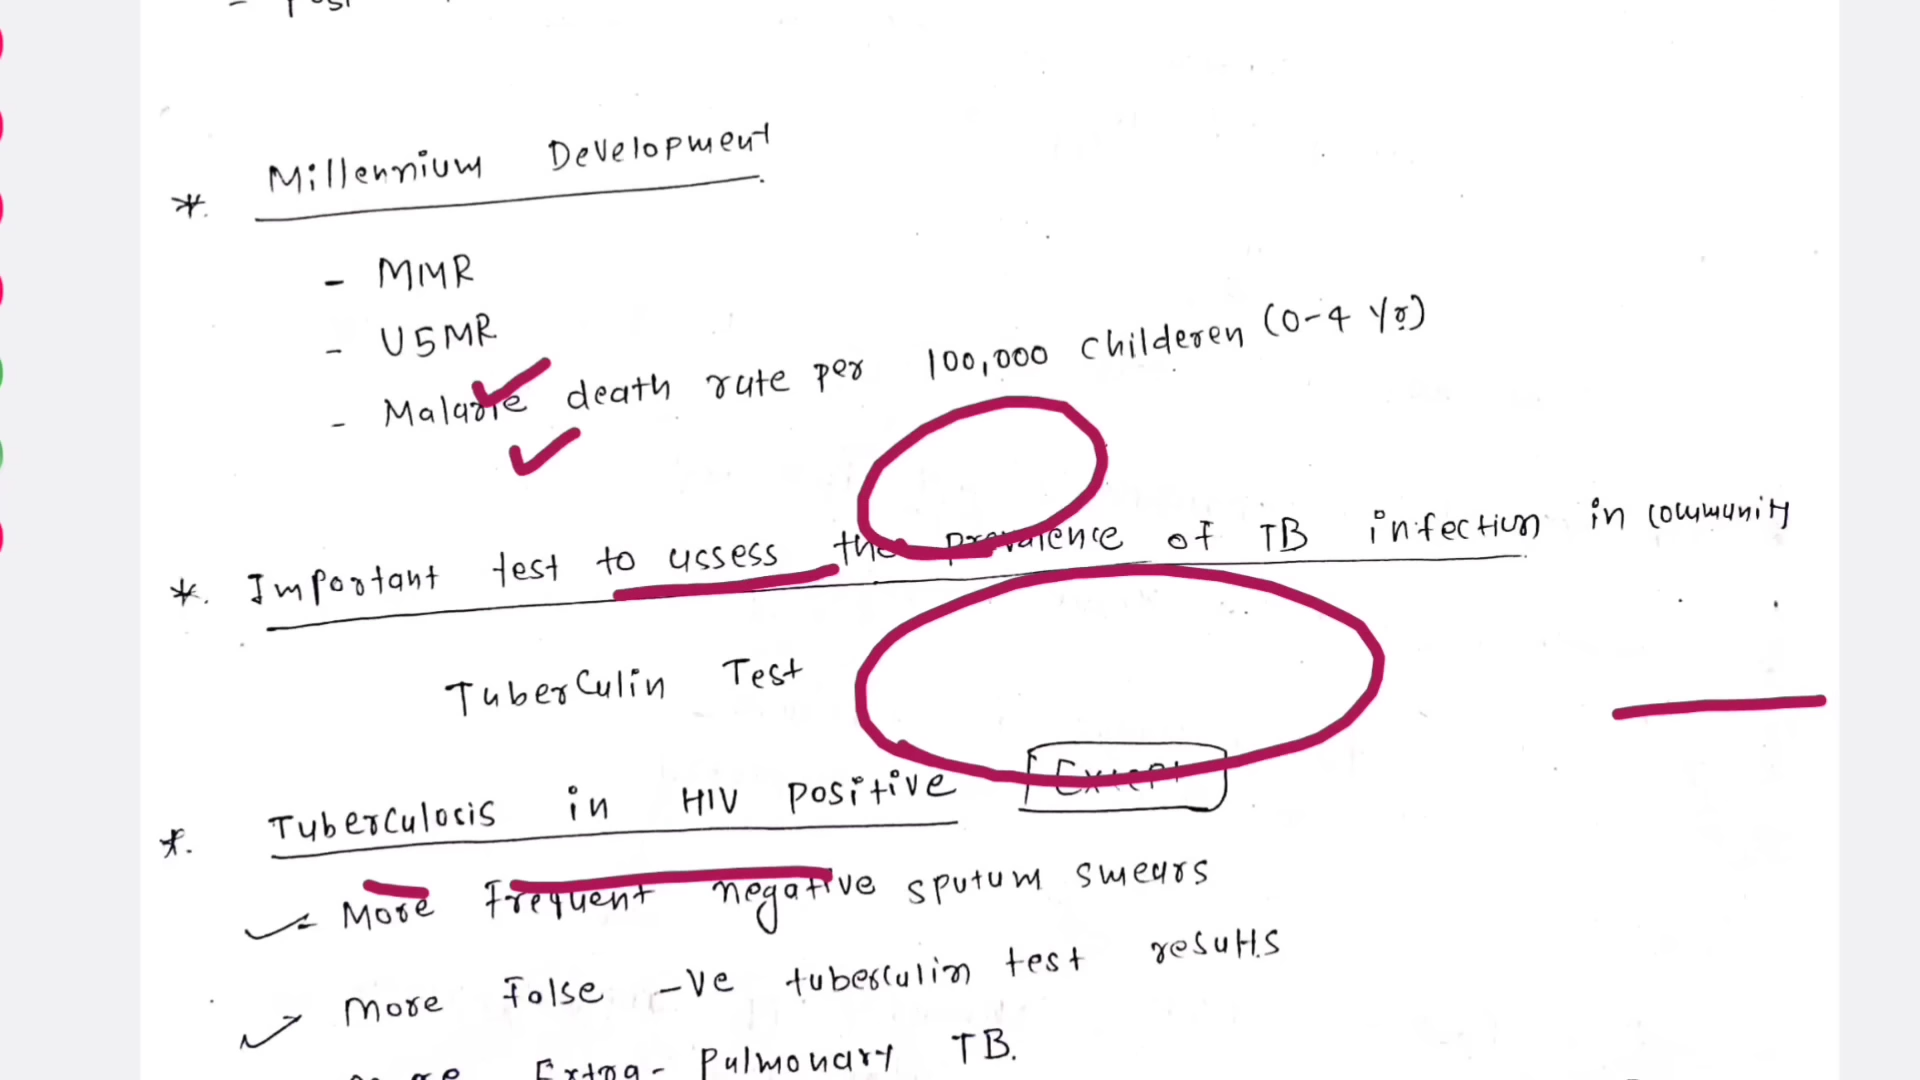 * Millennium Development
- MMR
- U5MR
- Malarie death rate per 100,000 childeren (0-4 yr)
*. Important test to assess the prevalence of TB infection in community
Tuberculin Test
*. Tuberculosis in HIV positive Except
- More frequent negative sputum smears
More false -ve tuberculin test results
Extra- Pulmonary TB.